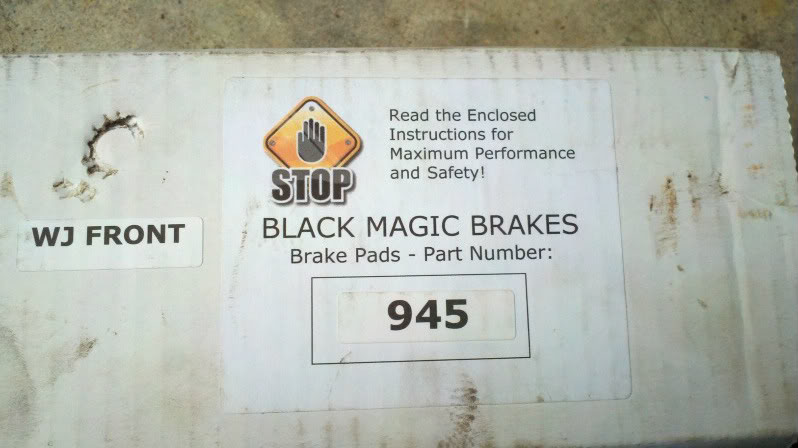 STOP
Read the Enclosed
Instructions for
Maximum Performance
and Safety!
WJ FRONT
BLACK MAGIC BRAKES
Brake Pads - Part Number:
945